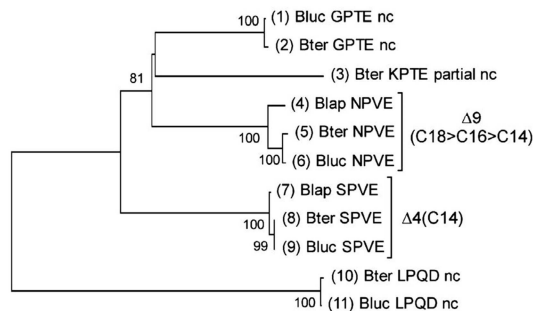 100 (1) Bluc GPTE nc
(2) Bter GPTE nc
81 (3) Bter KPTE partial nc
(4) Blap NPVE
100 (5) Bter NPVE
100 (6) Bluc NPVE
Δ9
(C18>C16>C14)
(7) Blap SPVE
100 (8) Bter SPVE
99 (9) Bluc SPVE
Δ4(C14)
(10) Bter LPQD nc
100 (11) Bluc LPQD nc